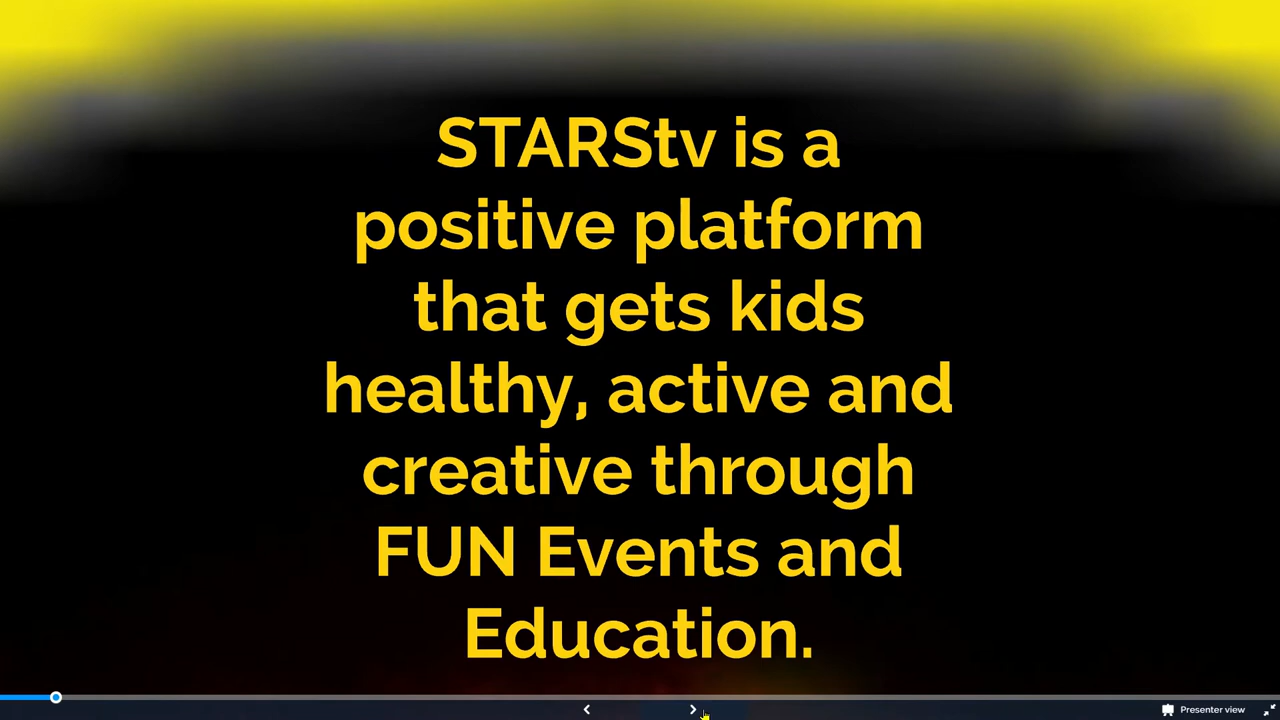 STARStv is a
positive platform
that gets kids
healthy, active and
creative through
FUN Events and
Education.
Presenter view